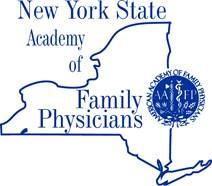 New York State
Academy
of
Family
Physicians
AMERICAN ACADEMY OF FAMILY PHYSICIANS
AAFP